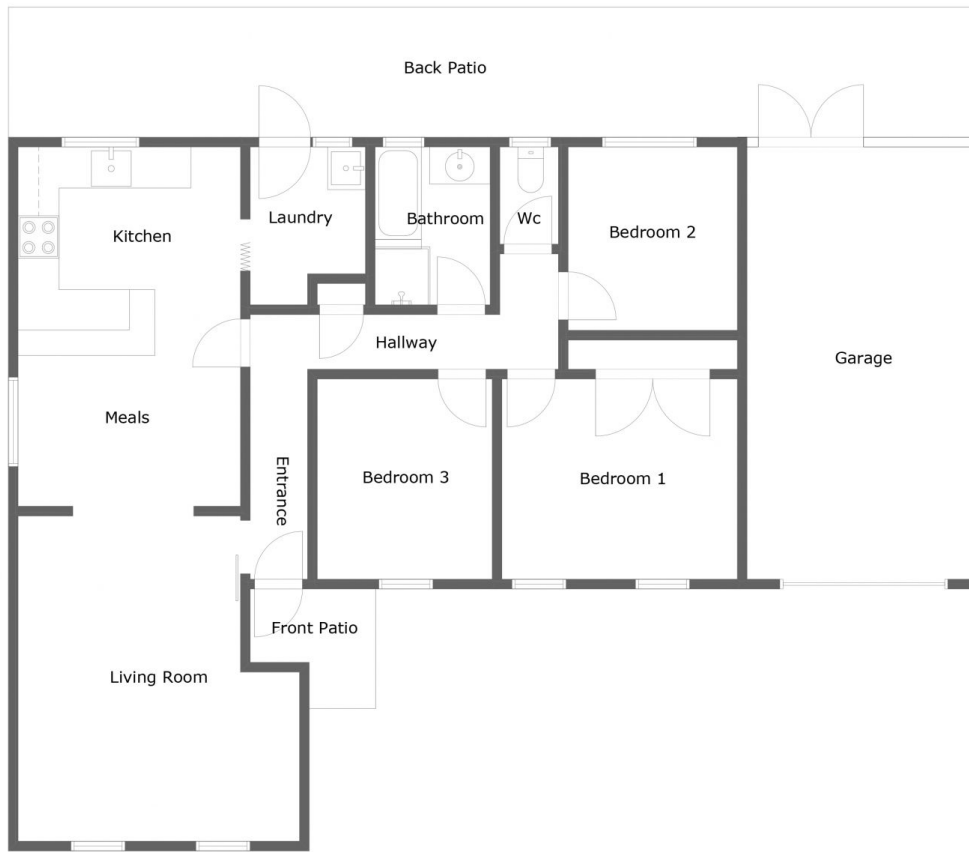 Back Patio
Kitchen
Laundry
Bathroom
Wc
Bedroom 2
Hallway
Garage
Meals
Entrance
Bedroom 3
Bedroom 1
Front Patio
Living Room